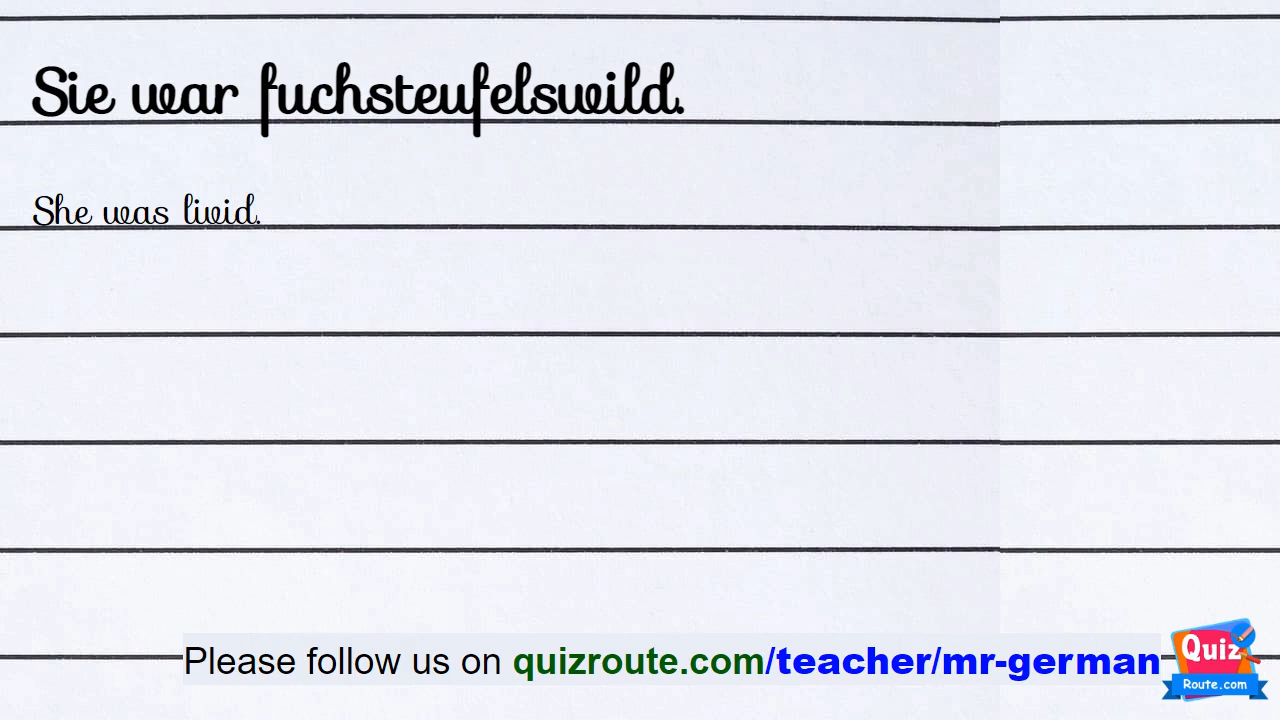 Sie war fuchsteufelswild.
She was livid.
Please follow us on quizroute.com/teacher/mr-german
Quiz
Route.com